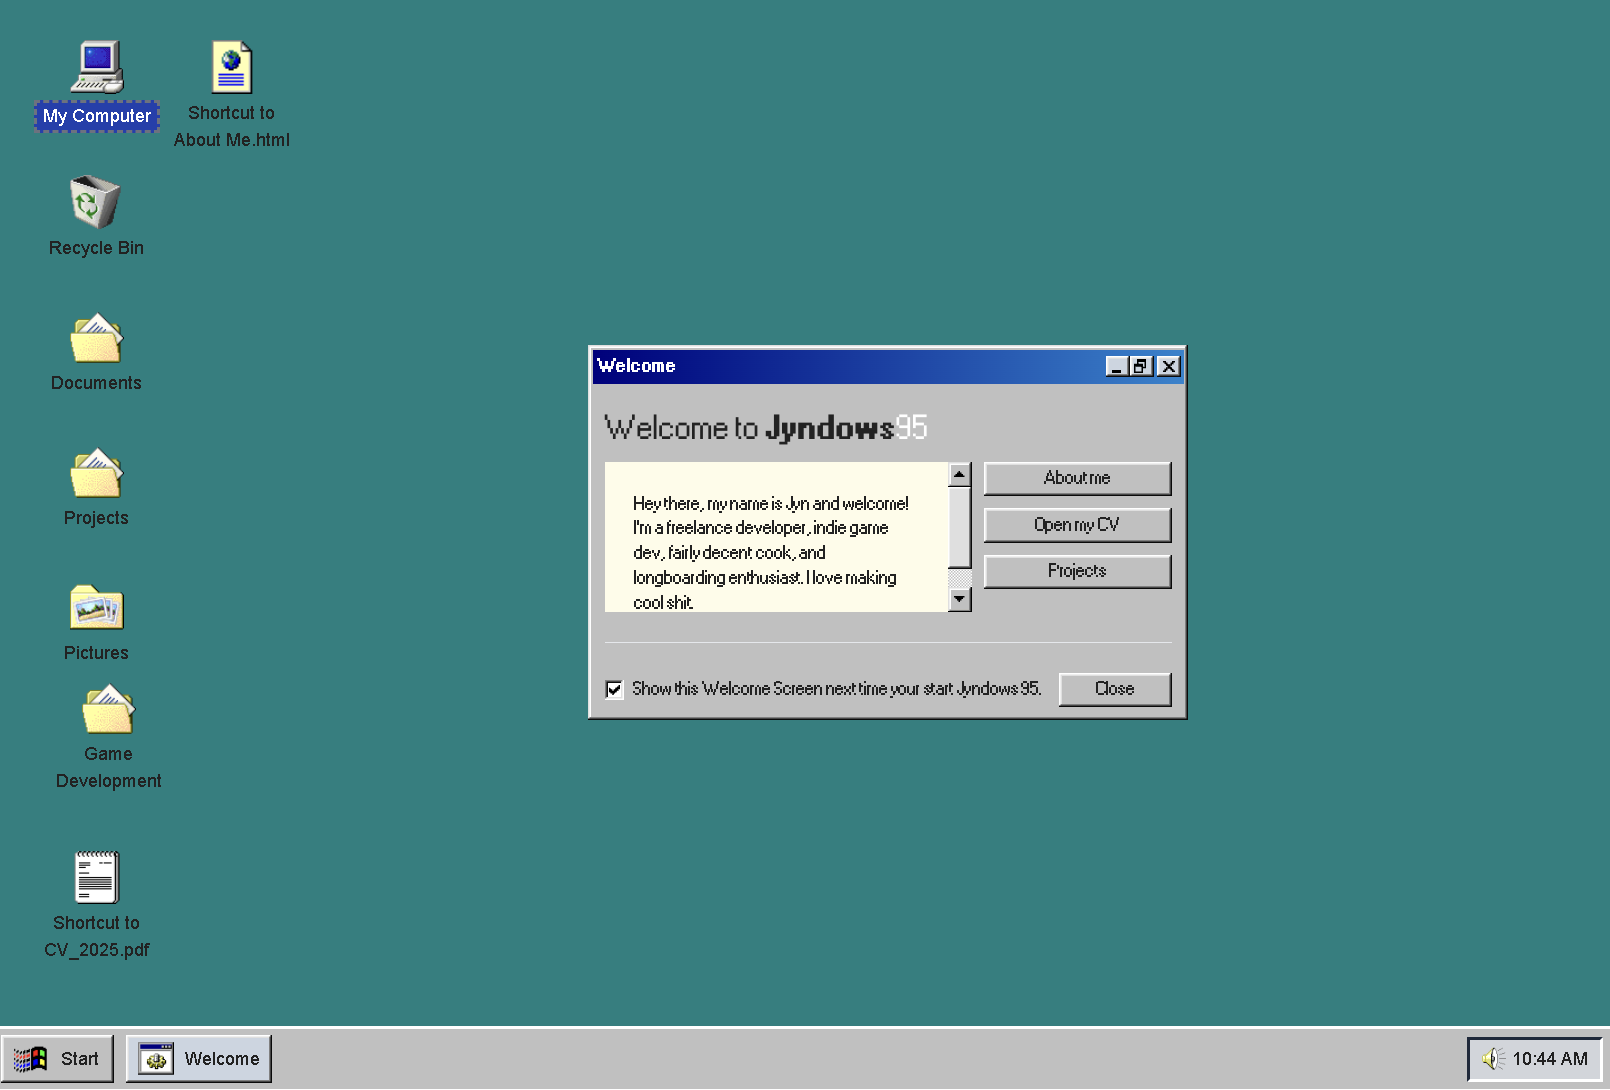 My Computer
Shortcut to
About Me.html
Recycle Bin
Documents
Projects
Pictures
Game
Development
Shortcut to
CV_2025.pdf
Welcome
Welcome to Jyndows95
Hey there, my name is Jyn and welcome!
I'm a freelance developer, indie game
dev, fairly decent cook, and
longboarding enthusiast. I love making
cool shit.
About me
Open my CV
Projects
Show this Welcome Screen next time your start Jyndows 95.
Close
Start
Welcome
10:44 AM